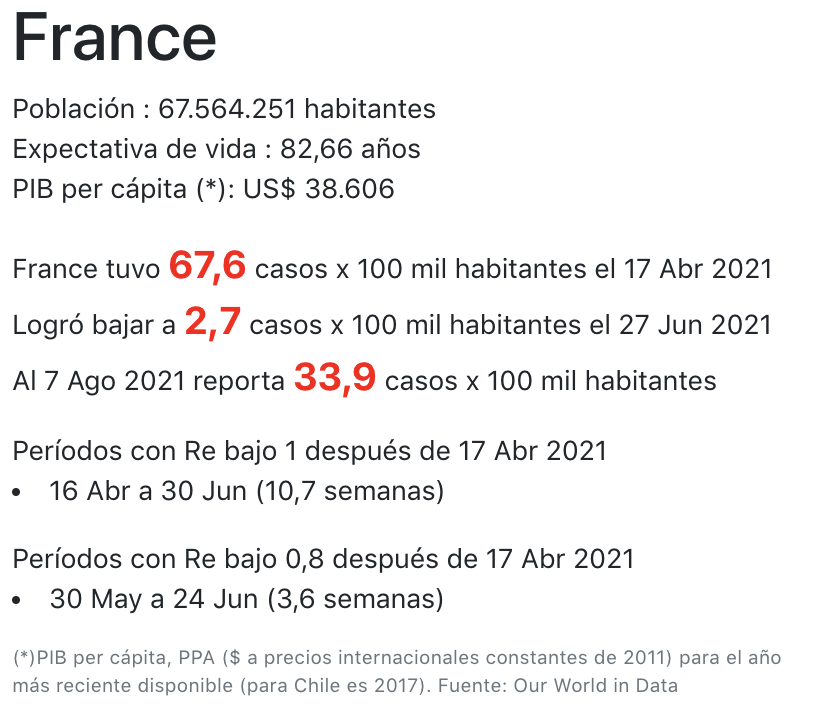 France
Población : 67.564.251 habitantes
Expectativa de vida : 82,66 años
PIB per cápita (*): US$ 38.606
France tuvo 67,6 casos x 100 mil habitantes el 17 Abr 2021
Logró bajar a 2,7 casos x 100 mil habitantes el 27 Jun 2021
Al 7 Ago 2021 reporta 33,9 casos x 100 mil habitantes
Períodos con Re bajo 1 después de 17 Abr 2021
• 16 Abr a 30 Jun (10,7 semanas)
Períodos con Re bajo 0,8 después de 17 Abr 2021
• 30 May a 24 Jun (3,6 semanas)
(*)PIB per cápita, PPA ($ a precios internacionales constantes de 2011) para el año
más reciente disponible (para Chile es 2017). Fuente: Our World in Data